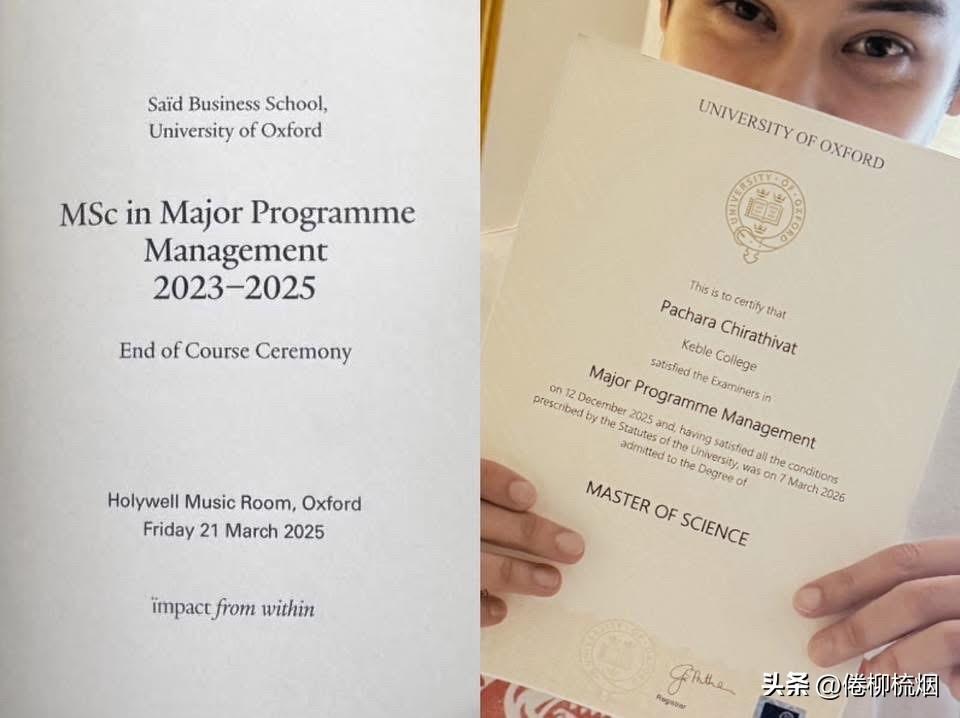 Saïd Business School,
University of Oxford
MSc in Major Programme
Management
2023–2025
End of Course Ceremony
Holywell Music Room, Oxford
Friday 21 March 2025
ïmpact from within
UNIVERSITY OF OXFORD
UNIVERSITY · OF · OXFORD
This is to certify that
Pachara Chirathivat
Keble College
satisfied the Examiners in
Major Programme Management
on 12 December 2025 and, having satisfied all the conditions
prescribed by the Statutes of the University, was on 7 March 2026
admitted to the Degree of
MASTER OF SCIENCE
Registrar
头条 @倦柳梳烟